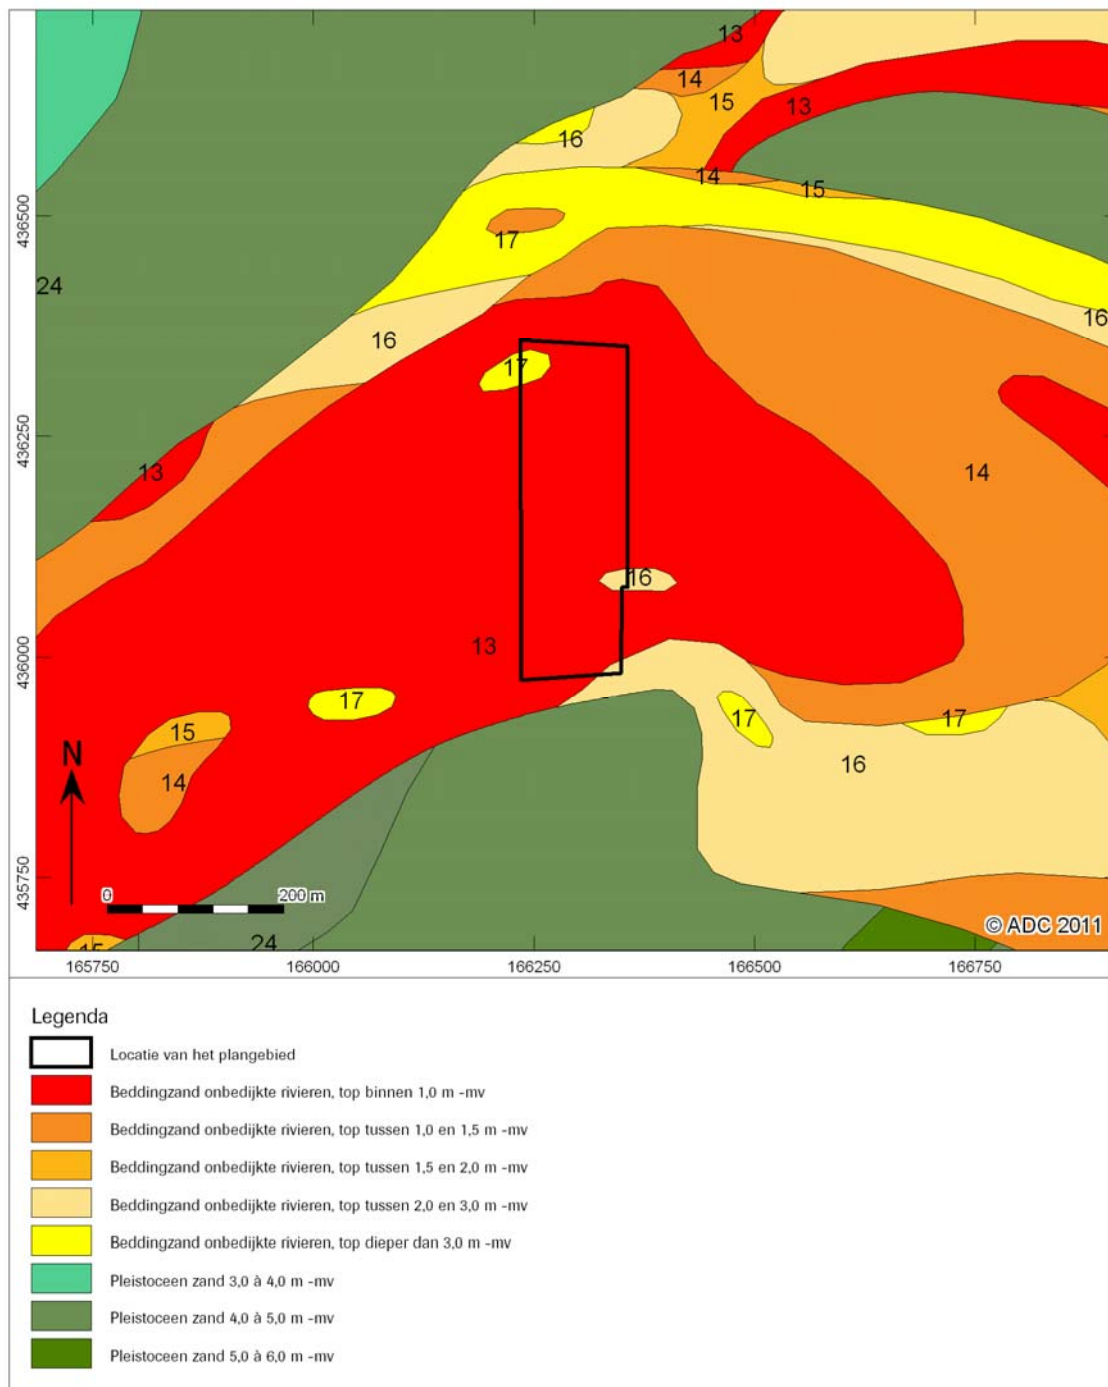 13
14
15
13
16
14
15
17
436500
24
16
16
17
436250
13
14
16
13
436000
17
17
17
15
16
N
14
435750
0 200 m
15
24
© ADC 2011
165750 166000 166250 166500 166750
Legenda
Locatie van het plangebied
Beddingzand onbedijkte rivieren, top binnen 1,0 m -mv
Beddingzand onbedijkte rivieren, top tussen 1,0 en 1,5 m -mv
Beddingzand onbedijkte rivieren, top tussen 1,5 en 2,0 m -mv
Beddingzand onbedijkte rivieren, top tussen 2,0 en 3,0 m -mv
Beddingzand onbedijkte rivieren, top dieper dan 3,0 m -mv
Pleistoceen zand 3,0 à 4,0 m -mv
Pleistoceen zand 4,0 à 5,0 m -mv
Pleistoceen zand 5,0 à 6,0 m -mv